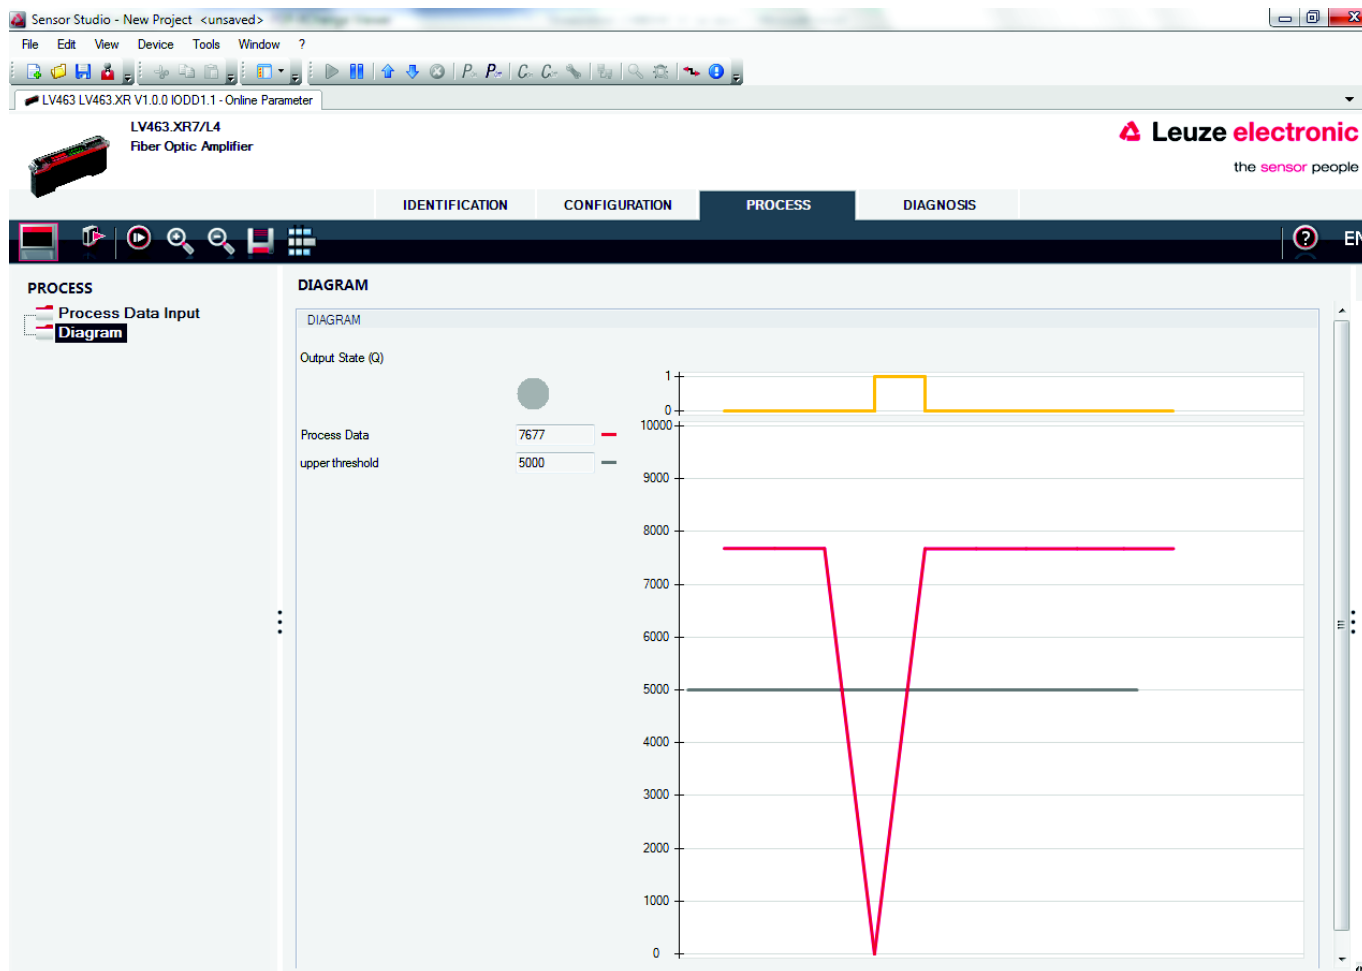 Sensor Studio - New Project <unsaved>
File Edit View Device Tools Window ?
LV463 LV463.XR V1.0.0 IODD1.1 - Online Parameter
LV463.XR7/L4
Fiber Optic Amplifier
Leuze electronic
the sensor people
IDENTIFICATION CONFIGURATION PROCESS DIAGNOSIS
EN
PROCESS
Process Data Input
Diagram
DIAGRAM
DIAGRAM
Output State (Q)
1
0
Process Data 7677
upper threshold 5000
10000
9000
8000
7000
6000
5000
4000
3000
2000
1000
0